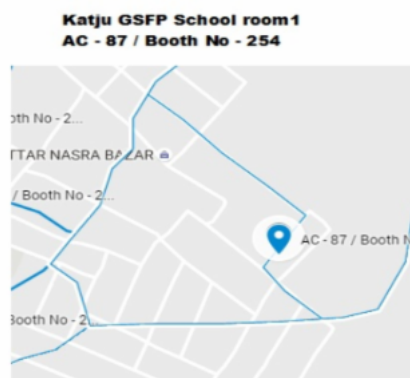 Katju GSFP School room1
AC - 87 / Booth No - 254
oth No - 2...
TTAR NASRA BAZAR
/ Booth No - 2...
AC - 87 / Booth N
Booth No - 2...